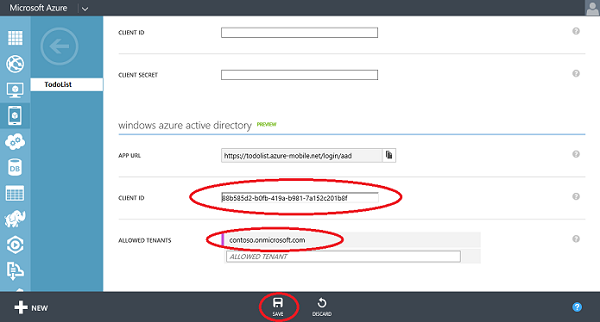 Microsoft Azure
CLIENT ID
?
CLIENT SECRET
?
TodoList
windows azure active directory PREVIEW
APP URL
https://todolist.azure-mobile.net/login/aad
?
CLIENT ID
88b585d2-b0fb-419a-b981-7a152c201b8f
?
ALLOWED TENANTS
contoso.onmicrosoft.com
?
ALLOWED TENANT
DB
NEW
SAVE
DISCARD
?